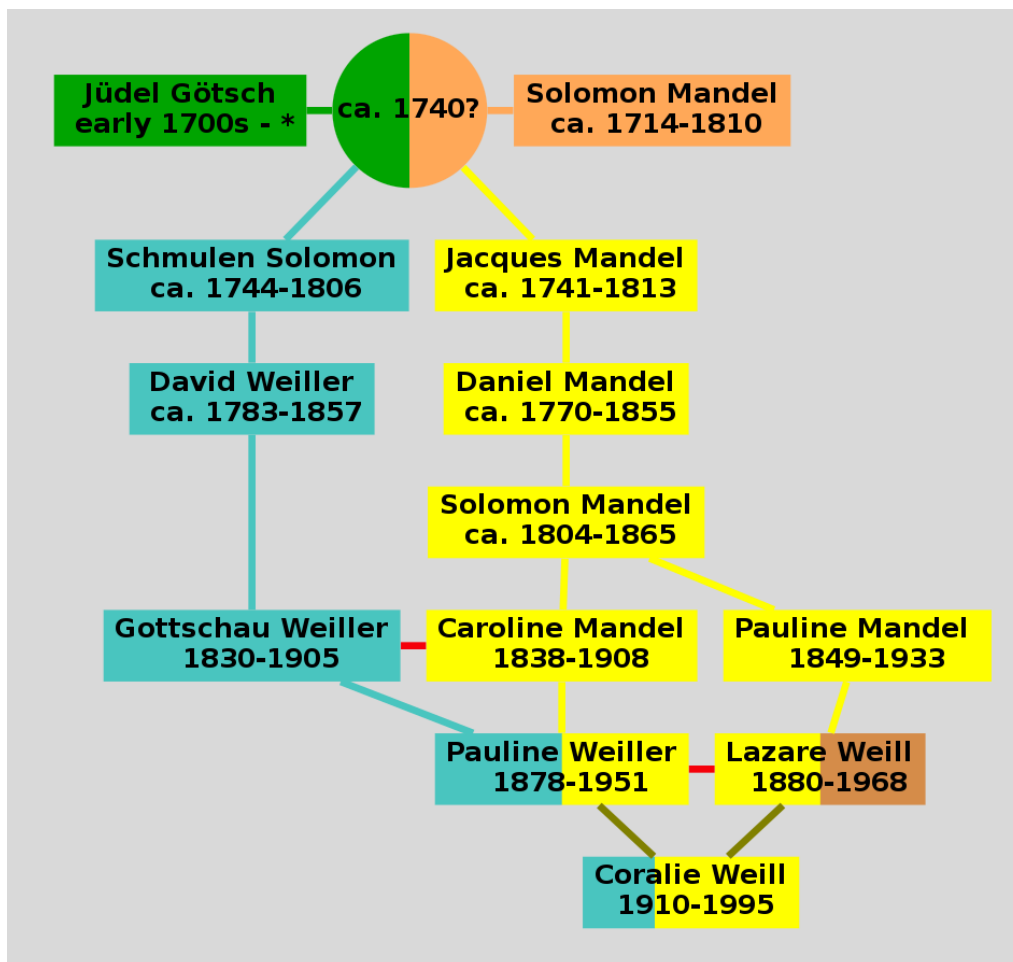 Jüdel Götsch
early 1700s - *
ca. 1740?
Solomon Mandel
ca. 1714-1810
Schmulen Solomon
ca. 1744-1806
Jacques Mandel
ca. 1741-1813
David Weiller
ca. 1783-1857
Daniel Mandel
ca. 1770-1855
Solomon Mandel
ca. 1804-1865
Gottschau Weiller
1830-1905
Caroline Mandel
1838-1908
Pauline Mandel
1849-1933
Pauline Weiller
1878-1951
Lazare Weill
1880-1968
Coralie Weill
1910-1995